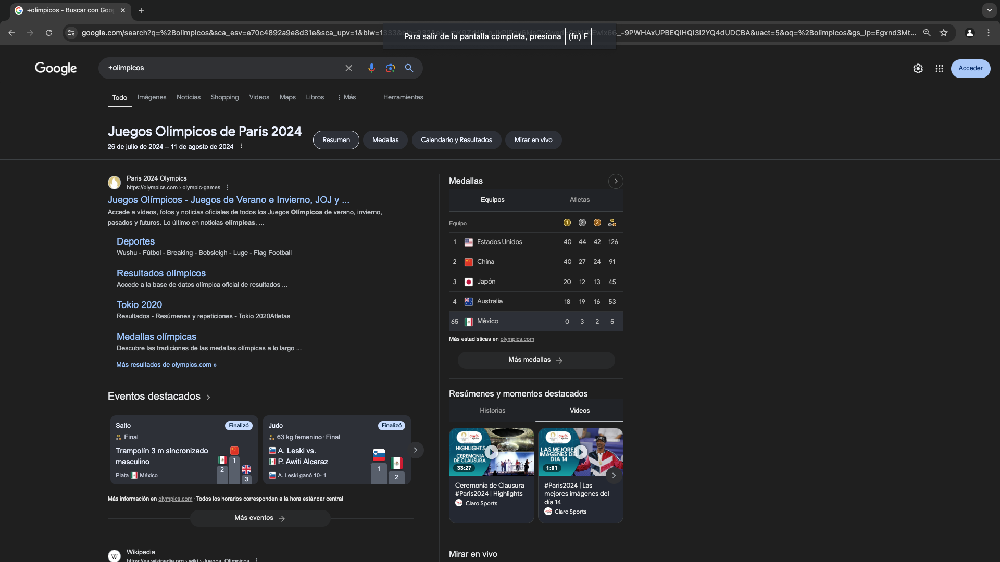 +olimpicos - Buscar con Goo
google.com/search?q=%2Bolimpicos&sca_esv=e70c4892a9e8d31e&sca_upv=1&biw=1
_-9PWHAxUPBEQIHQI3I2YQ4dUDCBA&uact=5&oq=%2Bolimpicos&gs_lp=Egxnd3Mt...
Para salir de la pantalla completa, presiona (fn) F
Google
+olimpicos
Acceder
Todo
Imágenes
Noticias
Shopping
Videos
Maps
Libros
Más
Herramientas
Juegos Olímpicos de París 2024
26 de julio de 2024 – 11 de agosto de 2024
Resumen
Medallas
Calendario y Resultados
Mirar en vivo
Paris 2024 Olympics
https://olympics.com › olympic-games
Juegos Olímpicos - Juegos de Verano e Invierno, JOJ y ...
Accede a vídeos, fotos y noticias oficiales de todos los Juegos Olímpicos de verano, invierno,
pasados y futuros. Lo último en noticias olímpicas, ...
Deportes
Wushu - Fútbol - Breaking - Bobsleigh - Luge - Flag Football
Resultados olímpicos
Accede a la base de datos olímpica oficial de resultados ...
Tokio 2020
Resultados - Resúmenes y repeticiones - Tokio 2020Atletas
Medallas olímpicas
Descubre las tradiciones de las medallas olímpicas a lo largo ...
Más resultados de olympics.com »
Eventos destacados
Salto
Finalizó
Final
Trampolín 3 m sincronizado
masculino
Plata México
2
1
3
Judo
Finalizó
63 kg femenino · Final
A. Leski vs.
P. Awiti Alcaraz
A. Leski ganó 10- 1
1
2
Más información en olympics.com · Todos los horarios corresponden a la hora estándar central
Más eventos
Wikipedia
https://es.wikipedia.org › wiki › Juegos_Olímpicos
W
Medallas
Equipos
Atletas
Equipo 1 2 3
1 Estados Unidos 40 44 42 126
2 China 40 27 24 91
3 Japón 20 12 13 45
4 Australia 18 19 16 53
65 México 0 3 2 5
Más estadísticas en olympics.com
Más medallas
Resúmenes y momentos destacados
Historias
Videos
Claro sports
HIGHLIGHTS
CEREMONIA
DE CLAUSURA
33:27
Ceremonia de Clausura
#Paris2024 | Highlights
Claro Sports
Claro sports
LAS MEJORES
IMÁGENES DEL
DÍA 14
1:01
#Paris2024 | Las
mejores imágenes del
día 14
Claro Sports
Mirar en vivo